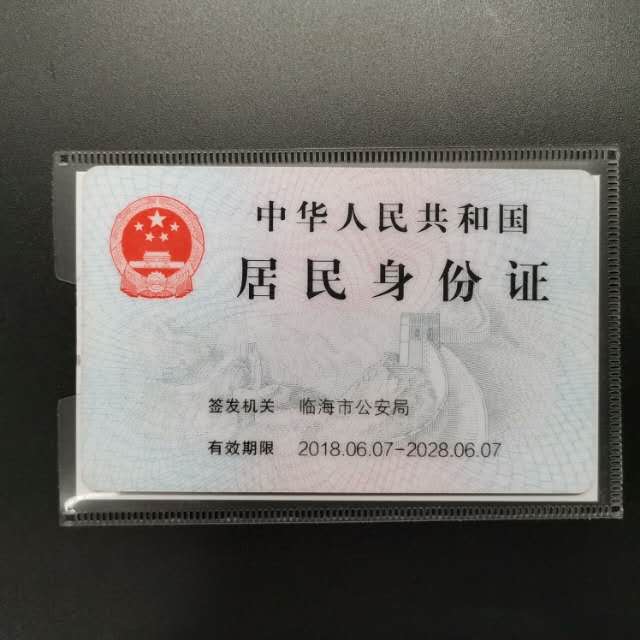 中华人民共和国
居民身份证
签发机关 临海市公安局
有效期限 2018.06.07-2028.06.07